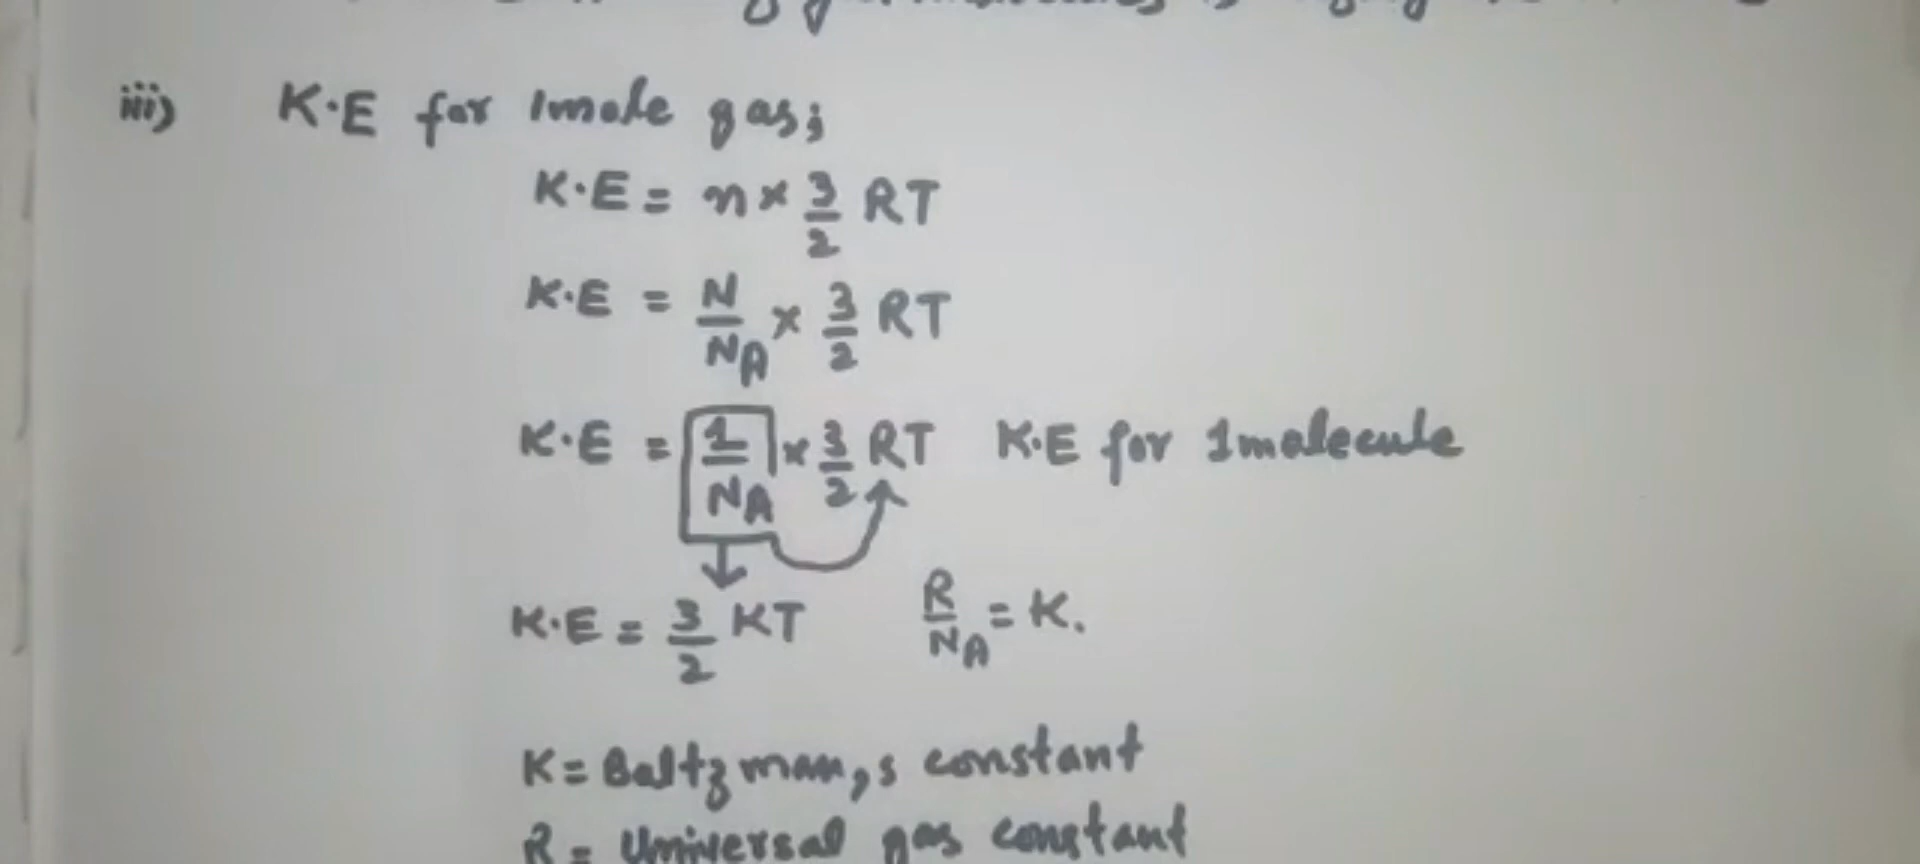 iii) K.E for 1mole gas;
K.E = n × 3/2 RT
K.E = N/NA × 3/2 RT
K.E = 1/NA × 3/2 RT K.E for 1molecule
K.E = 3/2 KT R/NA = K.
K = Boltzman,s constant
R = Universal gas constant